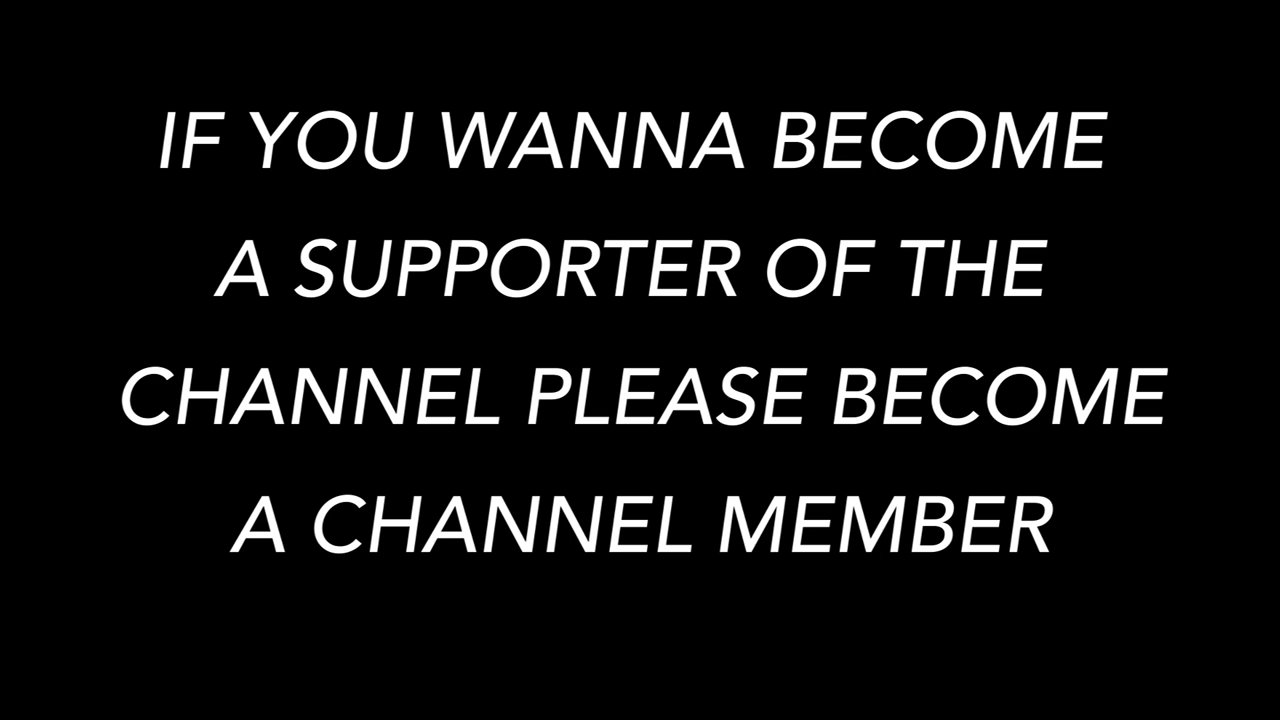 IF YOU WANNA BECOME
A SUPPORTER OF THE
CHANNEL PLEASE BECOME
A CHANNEL MEMBER